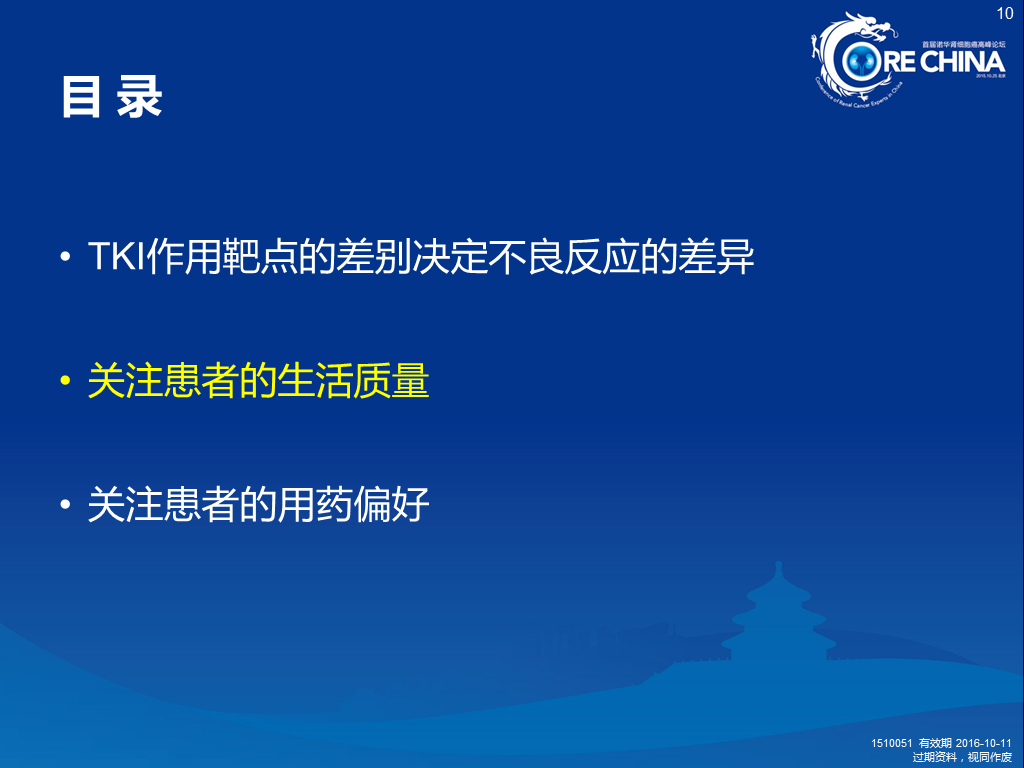 10
首届诺华肾细胞癌高峰论坛
CORE CHINA
2015.10.25 北京
Conference of Renal Cancer Experts in China
目录
• TKI作用靶点的差别决定不良反应的差异
• 关注患者的生活质量
• 关注患者的用药偏好
1510051 有效期 2016-10-11
过期资料，视同作废